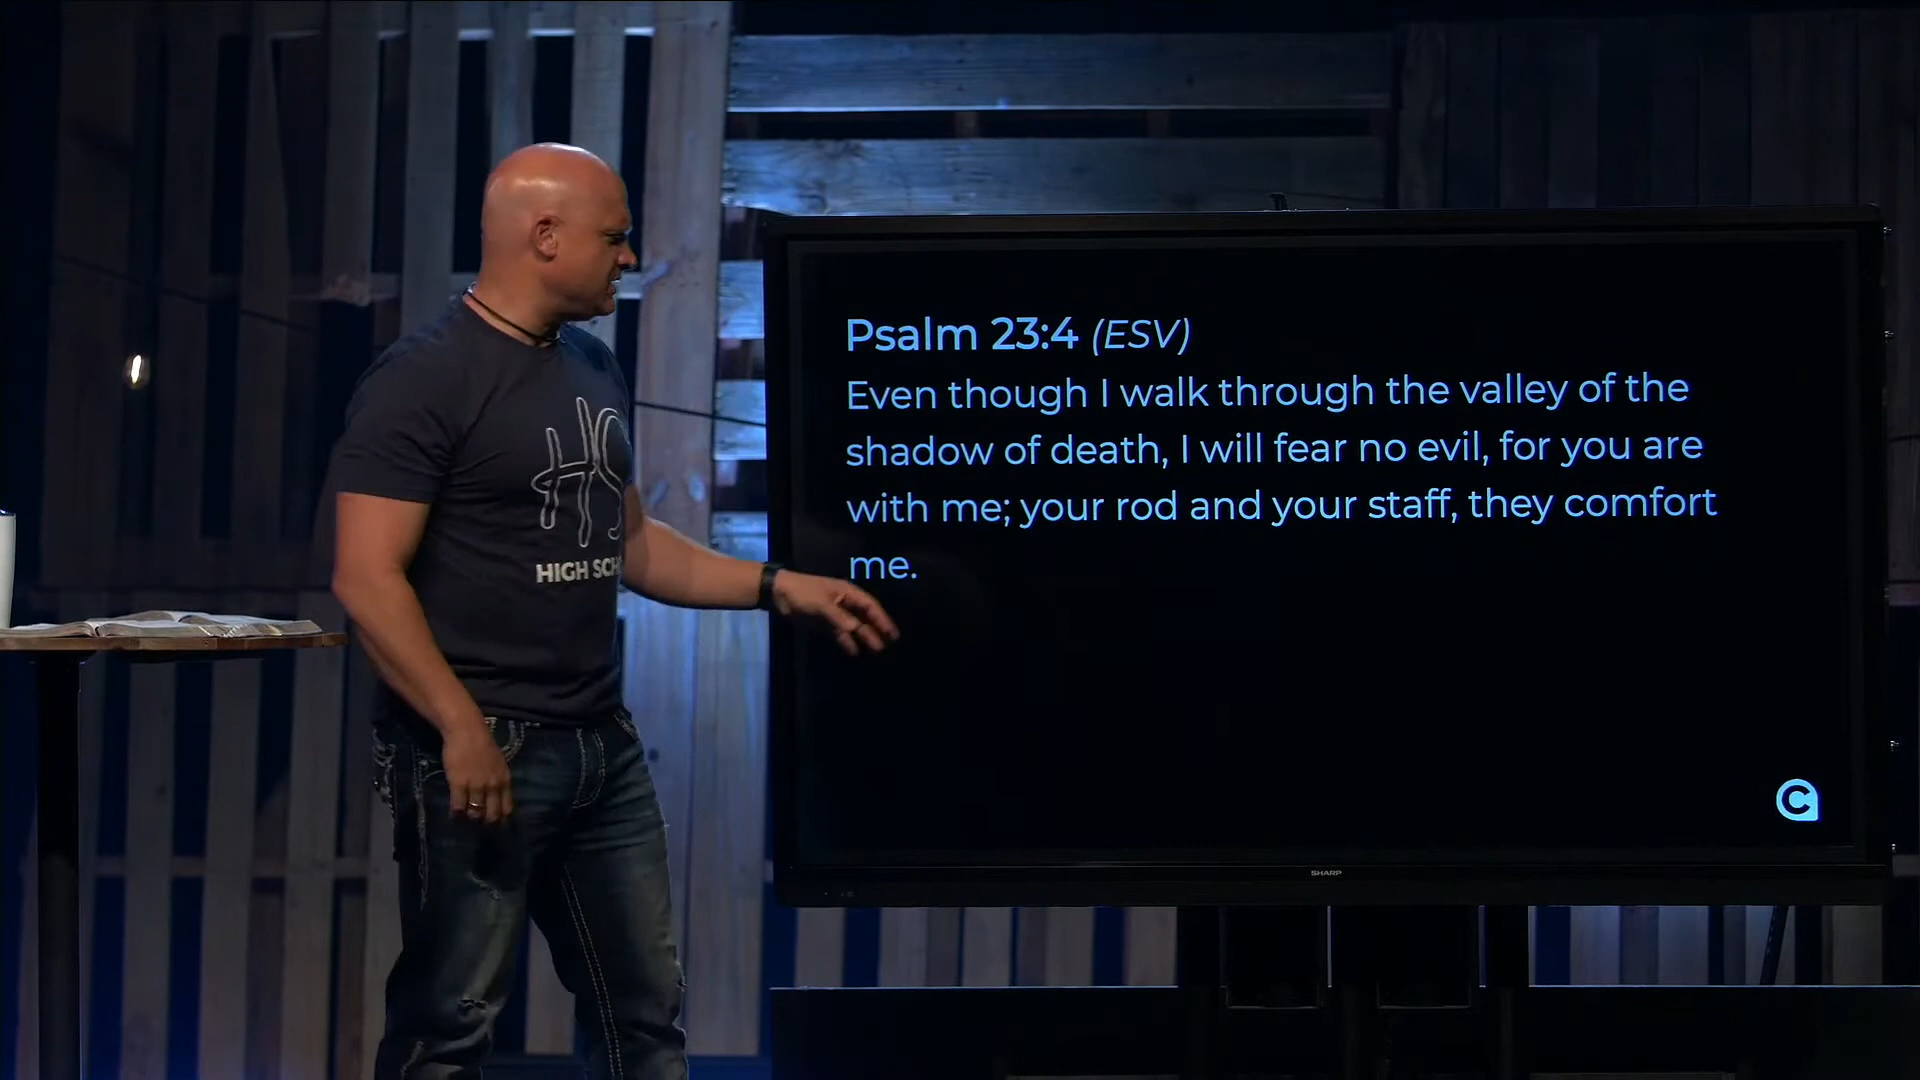 Psalm 23:4 (ESV)
Even though I walk through the valley of the
shadow of death, I will fear no evil, for you are
with me; your rod and your staff, they comfort
me.
HS
HIGH SCH
SHARP